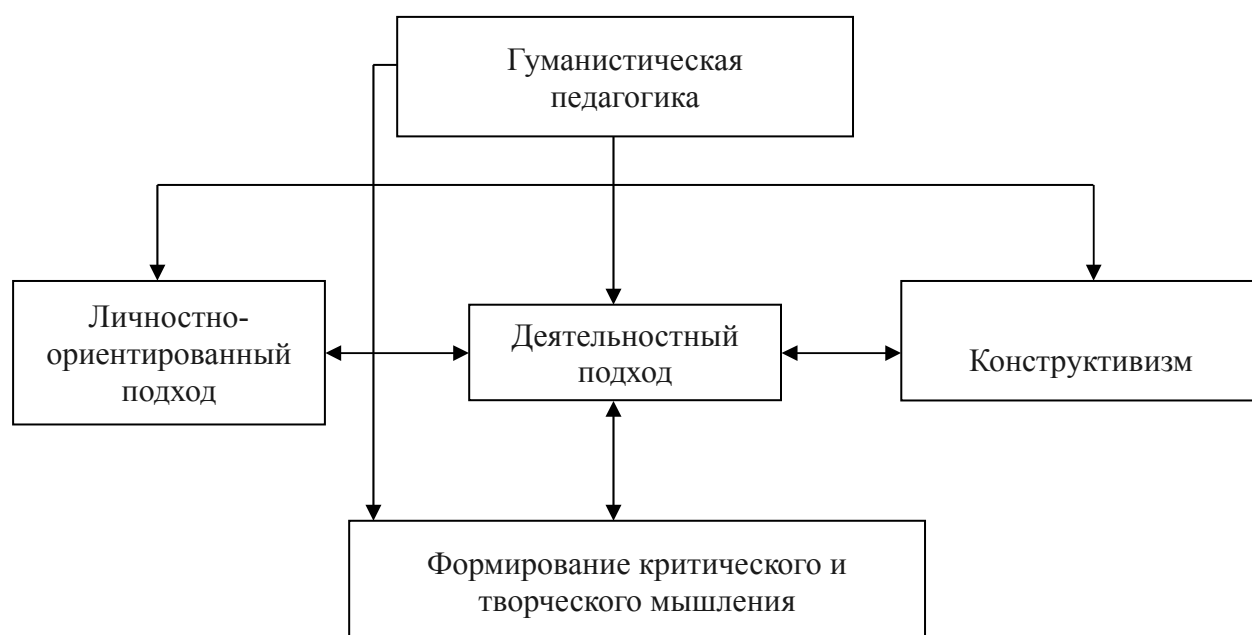 Гуманистическая
педагогика
Личностно-
ориентированный
подход
Деятельностный
подход
Конструктивизм
Формирование критического и
творческого мышления